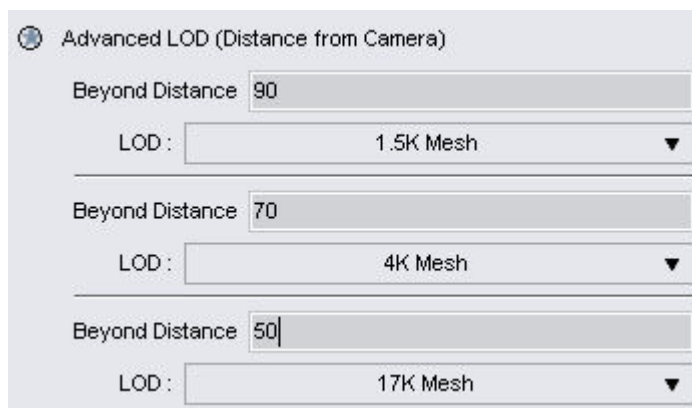 Advanced LOD (Distance from Camera)
Beyond Distance 90
LOD : 1.5K Mesh
Beyond Distance 70
LOD : 4K Mesh
Beyond Distance 50
LOD : 17K Mesh